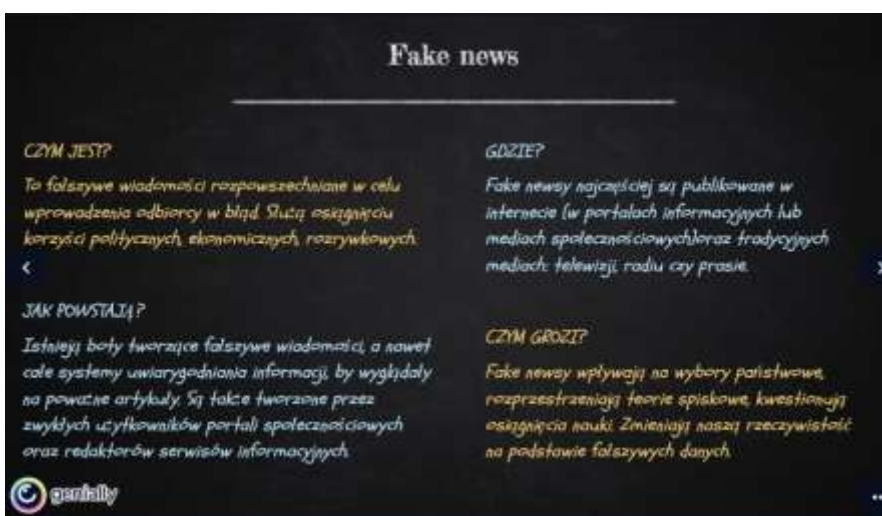 Fake news
CZYM JEST?
To fałszywe wiadomości rozpowszechniane w celu
wprowadzenia odbiorcy w błąd. Służą osiągnięciu
korzyści politycznych, ekonomicznych, rozrywkowych.
JAK POWSTAJĄ?
Istnieją boty tworzące fałszywe wiadomości, a nawet
całe systemy uwiarygodniania informacji, by wyglądały
na poważne artykuły. Są także tworzone przez
zwykłych użytkowników portali społecznościowych
oraz redaktorów serwisów informacyjnych.
GDZIE?
Fake newsy najczęściej są publikowane w
internecie (w portalach informacyjnych lub
mediach społecznościowych)oraz tradycyjnych
mediach: telewizji, radiu czy prasie.
CZYM GROZI?
Fake newsy wpływają na wybory państwowe,
rozprzestrzeniają teorie spiskowe, kwestionują
osiągnięcia nauki. Zmieniają naszą rzeczywistość
na podstawie fałszywych danych.
genially